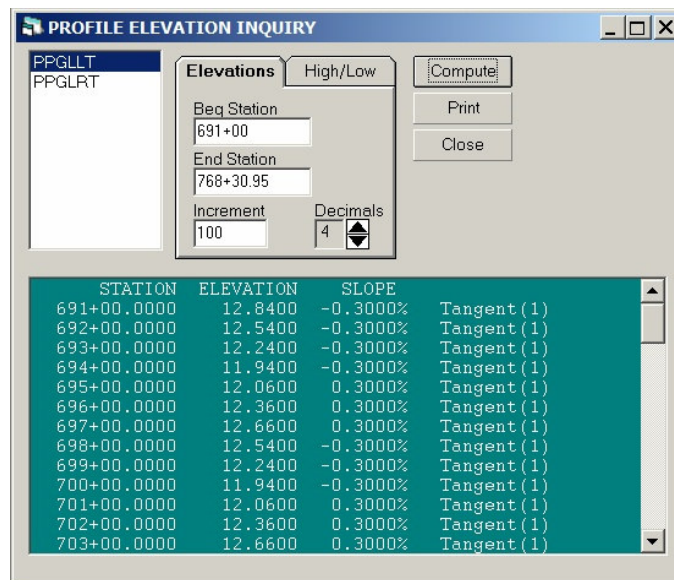 PROFILE ELEVATION INQUIRY
PPGLLT
PPGLRT
Elevations
High/Low
Beg Station
691+00
End Station
768+30.95
Increment
Decimals
100
4
Compute
Print
Close
STATION ELEVATION SLOPE
691+00.0000 12.8400 -0.3000% Tangent(1)
692+00.0000 12.5400 -0.3000% Tangent(1)
693+00.0000 12.2400 -0.3000% Tangent(1)
694+00.0000 11.9400 -0.3000% Tangent(1)
695+00.0000 12.0600 0.3000% Tangent(1)
696+00.0000 12.3600 0.3000% Tangent(1)
697+00.0000 12.6600 0.3000% Tangent(1)
698+00.0000 12.5400 -0.3000% Tangent(1)
699+00.0000 12.2400 -0.3000% Tangent(1)
700+00.0000 11.9400 -0.3000% Tangent(1)
701+00.0000 12.0600 0.3000% Tangent(1)
702+00.0000 12.3600 0.3000% Tangent(1)
703+00.0000 12.6600 0.3000% Tangent(1)